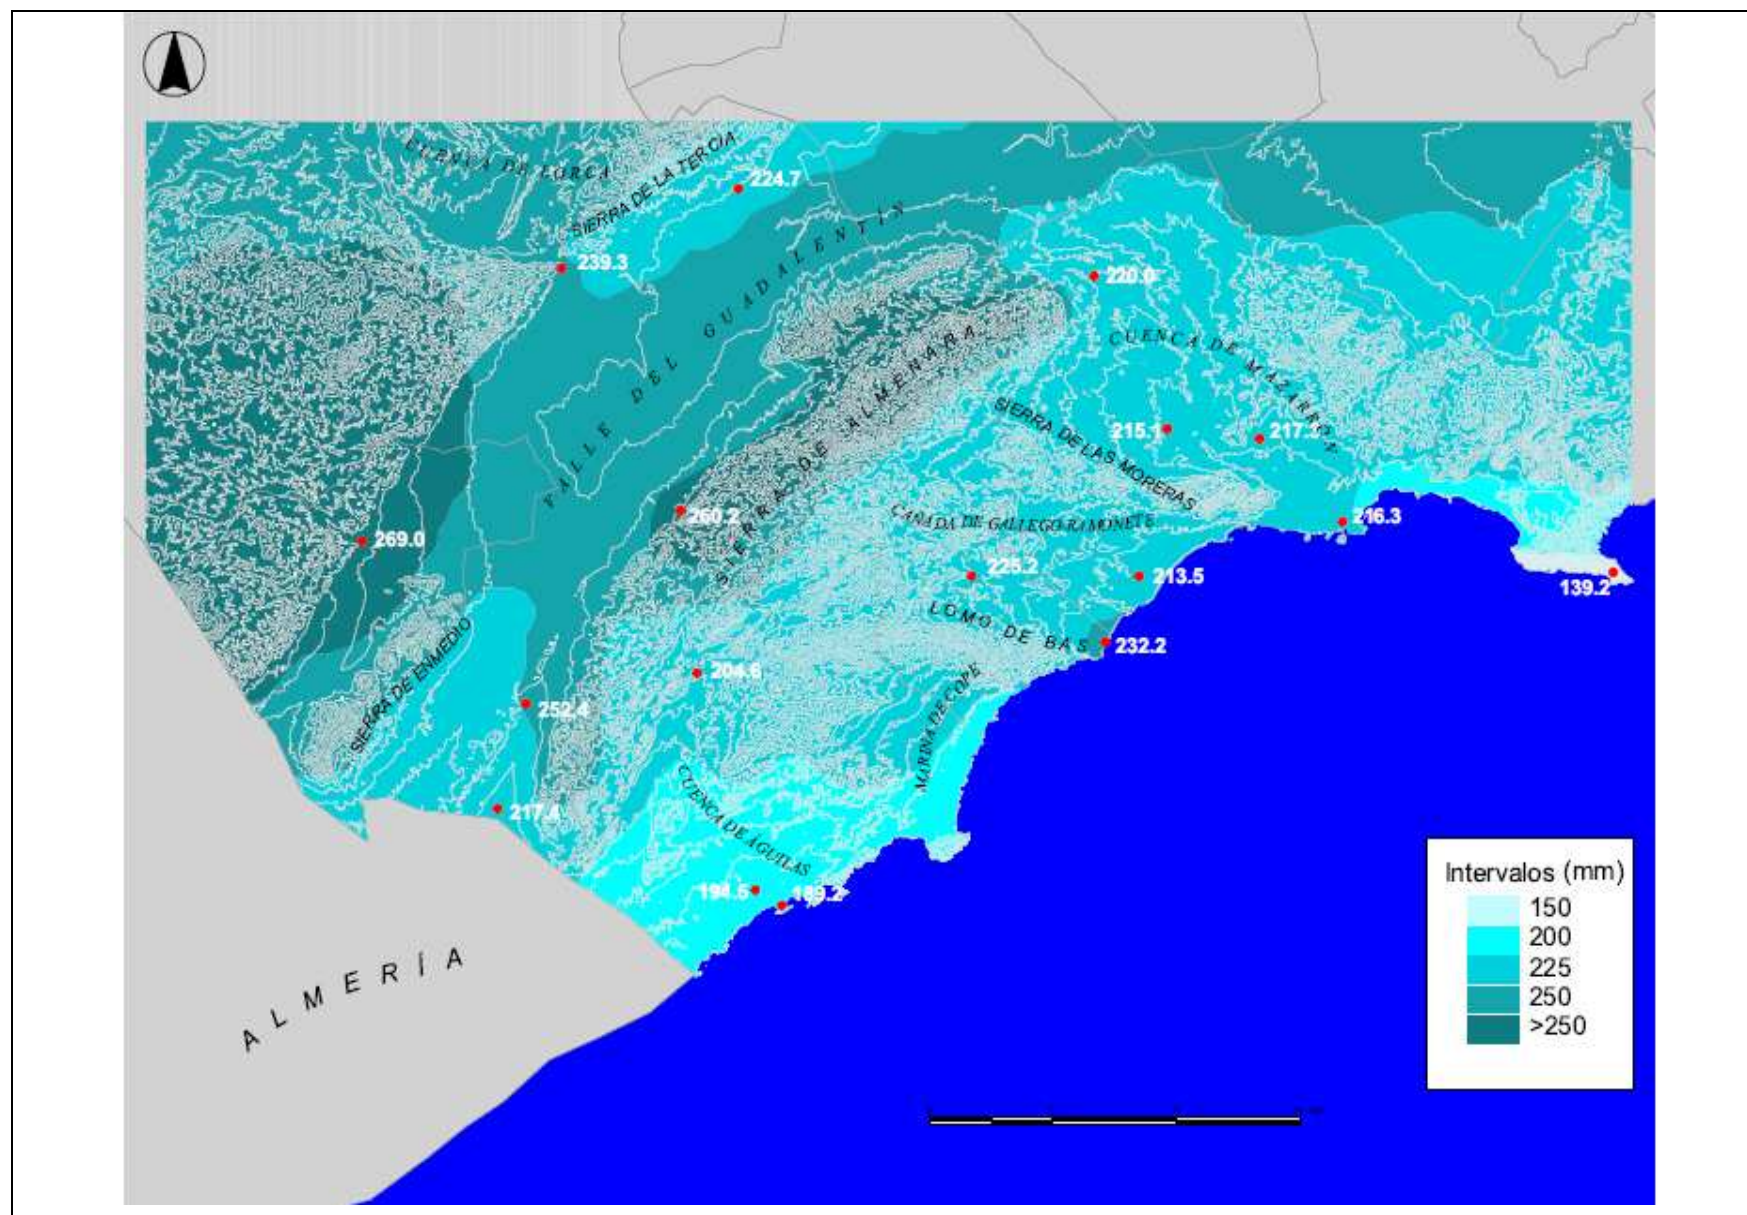 CUENCA DE LORCA
SIERRA DE LA TERCIA
224.7
239.3
VALLE DEL GUADALENTÍN
220.0
CUENCA DE MAZARRÓN
SIERRA DE ALMENARA
SIERRA DE LAS MORERAS
215.1
217.3
260.2
CAÑADA DE GALLEGO-RAMONETE
216.3
269.0
225.2
213.5
139.2
LOMO DE BAS
232.2
SIERRA DE ENMEDIO
204.6
MARINA DE COPE
252.4
CUENCA DE ÁGUILAS
217.4
194.6
189.2
ALMERÍA
Intervalos (mm)
150
200
225
250
>250